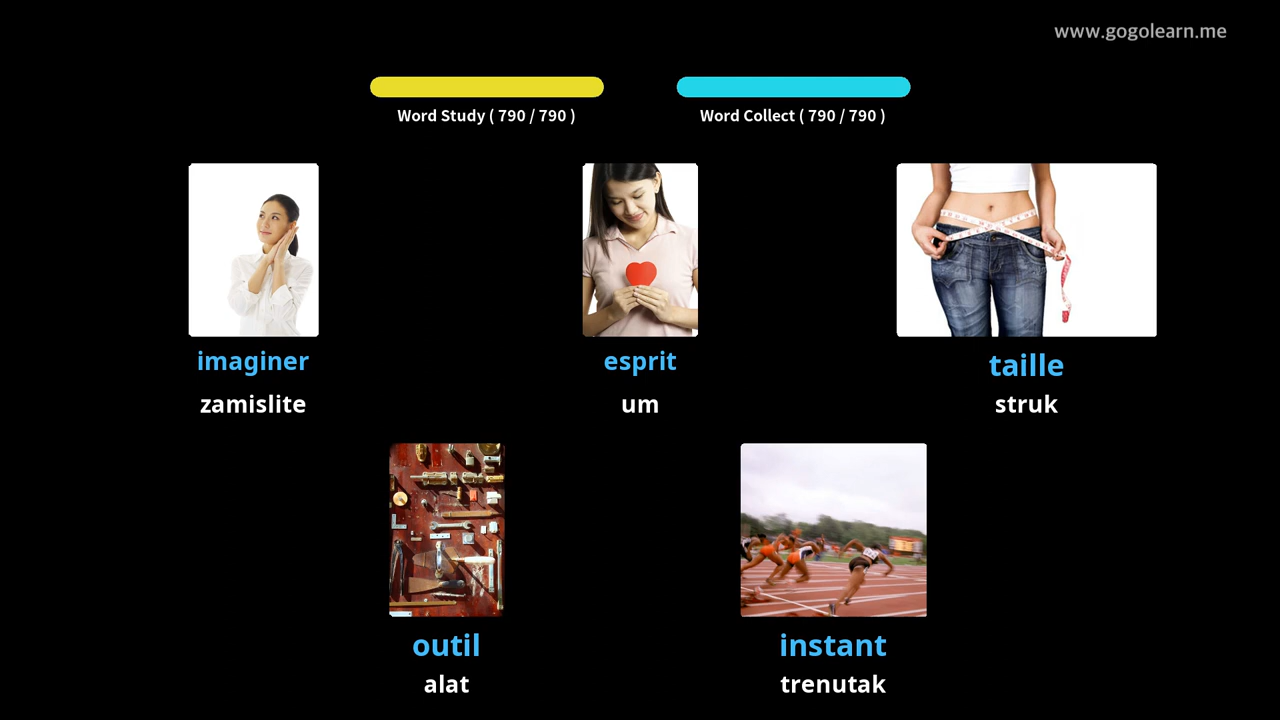 www.gogolearn.me
Word Study ( 790 / 790 )
Word Collect ( 790 / 790 )
imaginer
zamislite
esprit
um
taille
struk
outil
alat
instant
trenutak